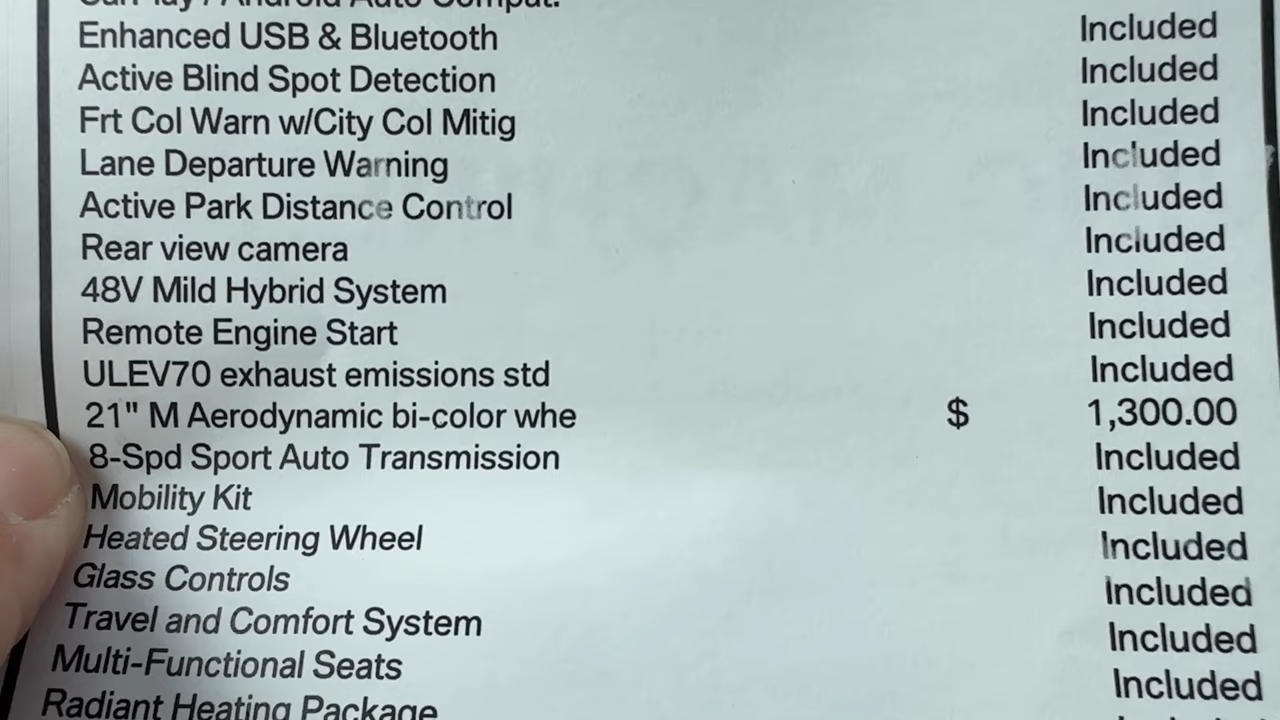 CarPlay / Android Auto Compat.
Enhanced USB & Bluetooth Included
Active Blind Spot Detection Included
Frt Col Warn w/City Col Mitig Included
Lane Departure Warning Included
Active Park Distance Control Included
Rear view camera Included
48V Mild Hybrid System Included
Remote Engine Start Included
ULEV70 exhaust emissions std Included
21" M Aerodynamic bi-color whe $ 1,300.00
8-Spd Sport Auto Transmission Included
Mobility Kit Included
Heated Steering Wheel Included
Glass Controls Included
Travel and Comfort System Included
Multi-Functional Seats Included
Radiant Heating Package